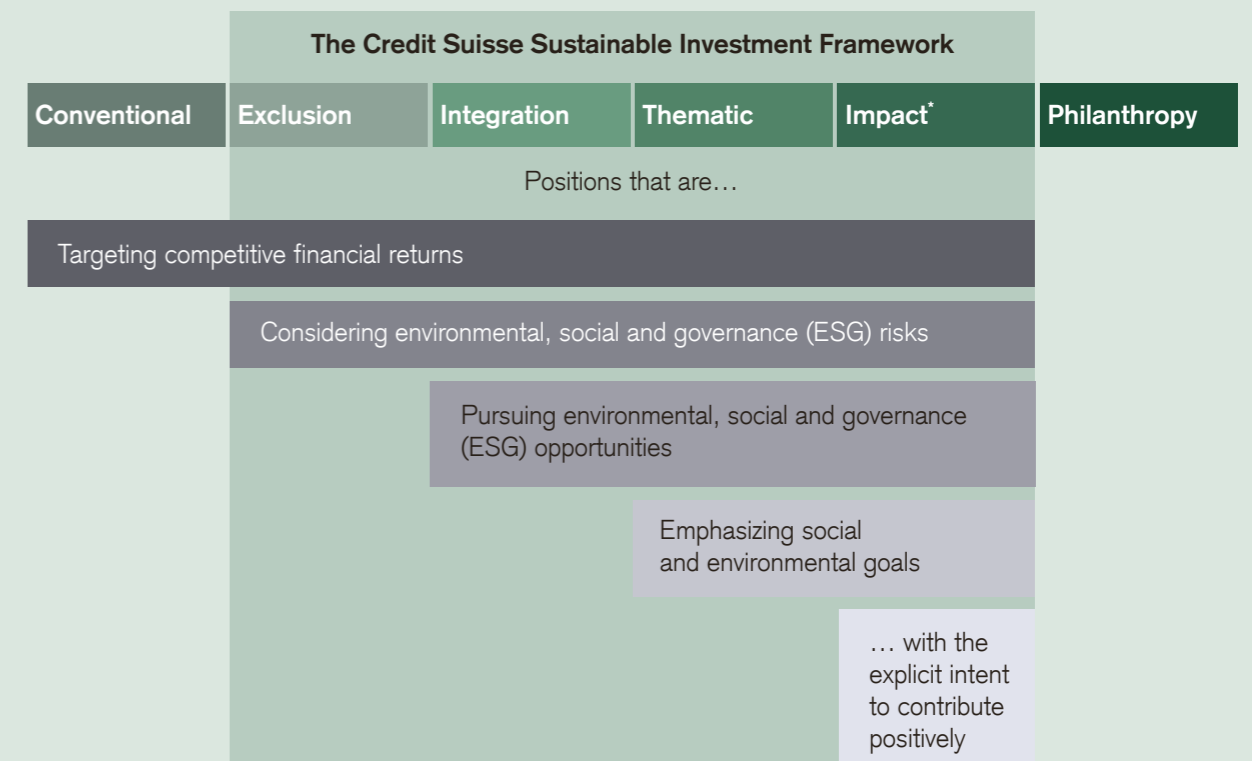 The Credit Suisse Sustainable Investment Framework
Conventional
Exclusion
Integration
Thematic
Impact*
Philanthropy
Positions that are…
Targeting competitive financial returns
Considering environmental, social and governance (ESG) risks
Pursuing environmental, social and governance
(ESG) opportunities
Emphasizing social
and environmental goals
… with the
explicit intent
to contribute
positively